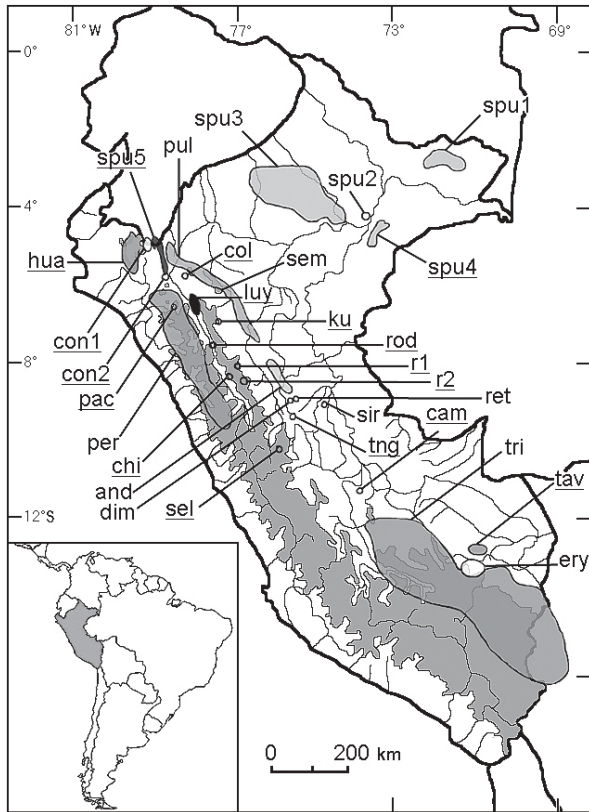 81°W
77
73
69
0°
4°
8°
12°S
spu1
spu3
pul
spu5
spu2
spu4
col
sem
hua
luy
ku
con1
rod
con2
r1
pac
r2
ret
per
sir
cam
chi
tng
tri
and
dim
sel
tav
ery
0 200 km